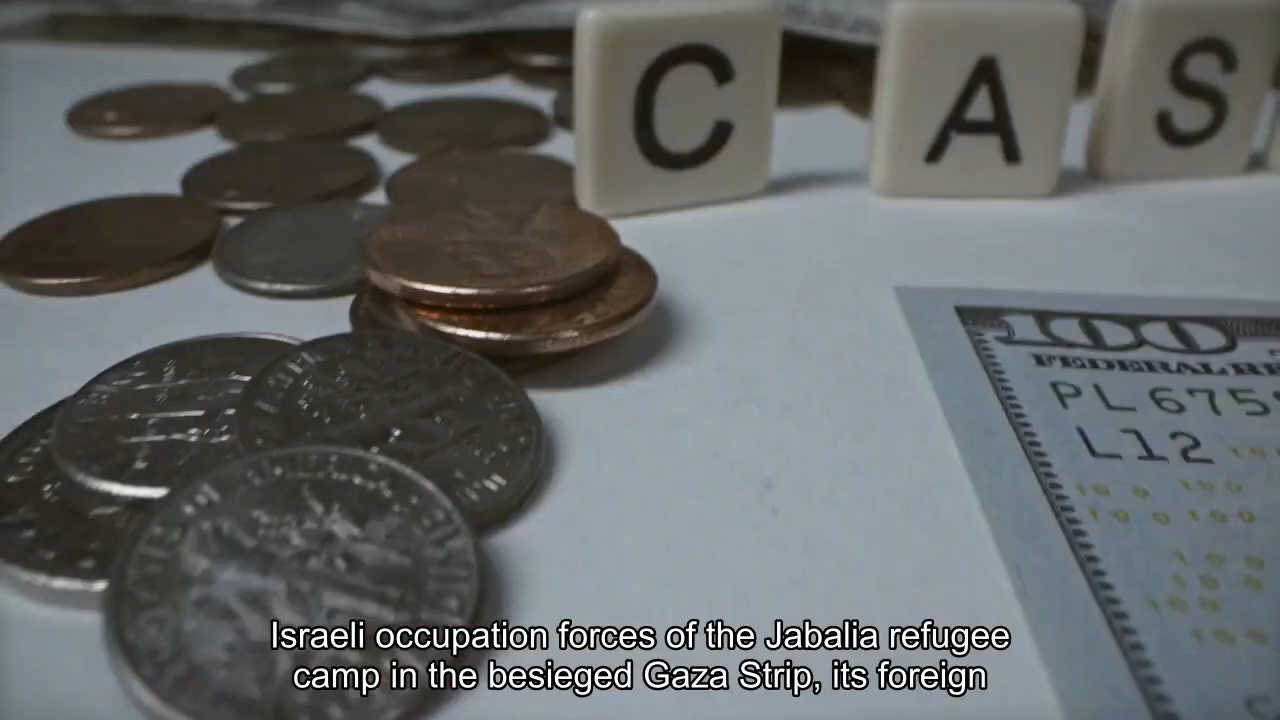 C A S
100
FEDERAL RE
PL 675
L12
Israeli occupation forces of the Jabalia refugee
camp in the besieged Gaza Strip, its foreign